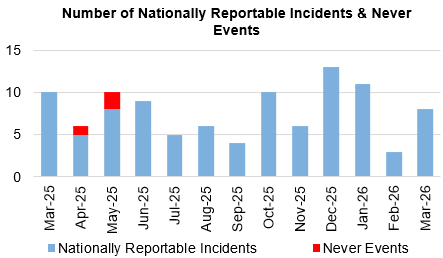 Number of Nationally Reportable Incidents & Never
Events
15
10
5
0
Mar-25
Apr-25
May-25
Jun-25
Jul-25
Aug-25
Sep-25
Oct-25
Nov-25
Dec-25
Jan-26
Feb-26
Mar-26
Nationally Reportable Incidents
Never Events